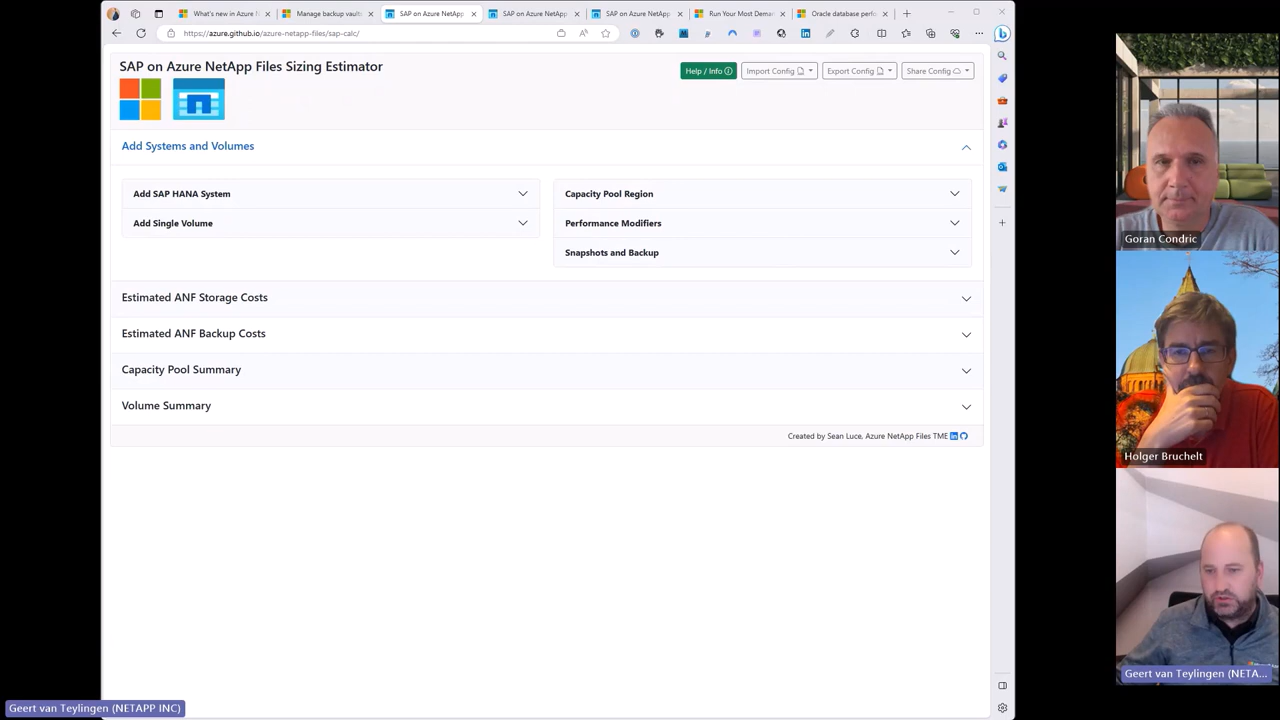 What's new in Azure N
Manage backup vault
SAP on Azure NetApp
SAP on Azure NetApp
SAP on Azure NetApp
Run Your Most Dema
Oracle database perf
https://azure.github.io/azure-netapp-files/sap-calc/
SAP on Azure NetApp Files Sizing Estimator
Help / Info
Import Config
Export Config
Share Config
Add Systems and Volumes
Add SAP HANA System
Capacity Pool Region
Add Single Volume
Performance Modifiers
Snapshots and Backup
Estimated ANF Storage Costs
Estimated ANF Backup Costs
Capacity Pool Summary
Volume Summary
Created by Sean Luce, Azure NetApp Files TME
Goran Condric
Holger Bruchelt
Geert van Teylingen (NETA...
Geert van Teylingen (NETAPP INC)